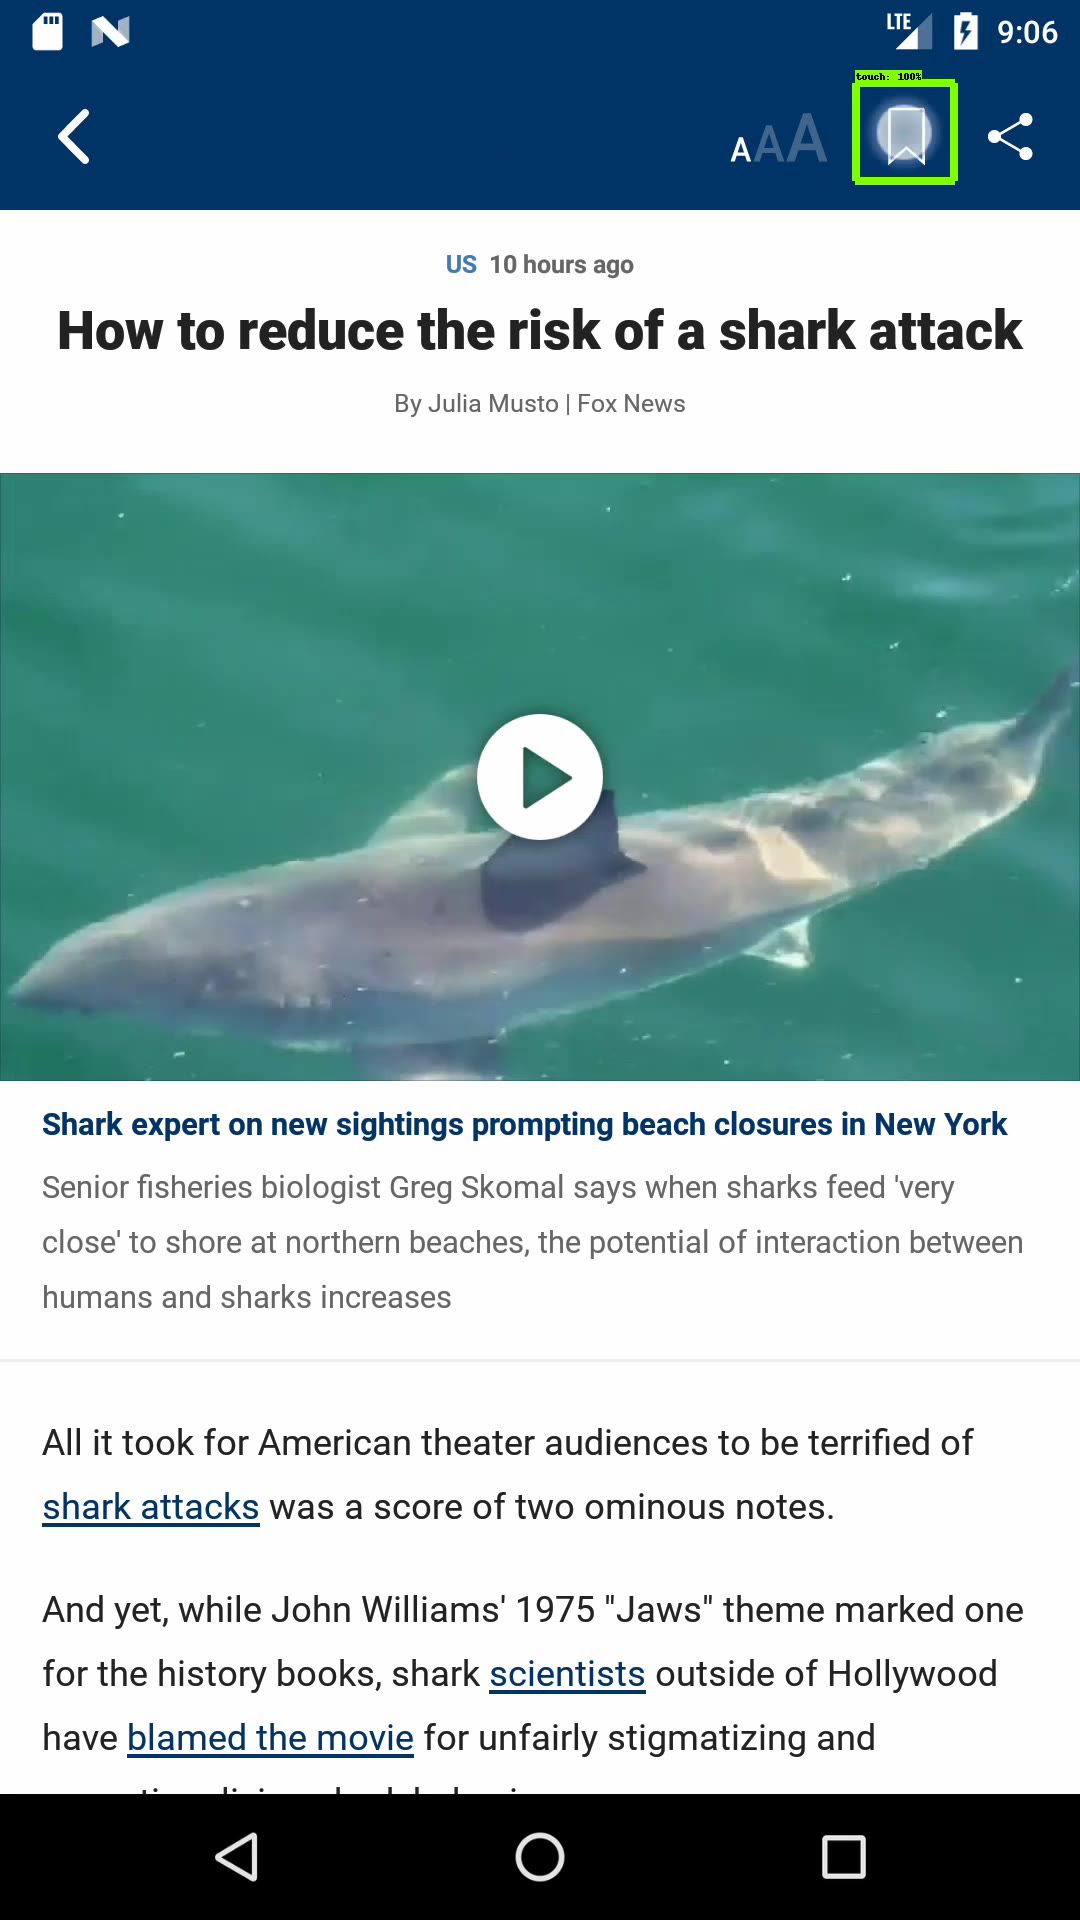 LTE 9:06
touch: 100%
AAA
US 10 hours ago
How to reduce the risk of a shark attack
By Julia Musto | Fox News
Shark expert on new sightings prompting beach closures in New York
Senior fisheries biologist Greg Skomal says when sharks feed 'very
close' to shore at northern beaches, the potential of interaction between
humans and sharks increases
All it took for American theater audiences to be terrified of
shark attacks was a score of two ominous notes.
And yet, while John Williams' 1975 "Jaws" theme marked one
for the history books, shark scientists outside of Hollywood
have blamed the movie for unfairly stigmatizing and